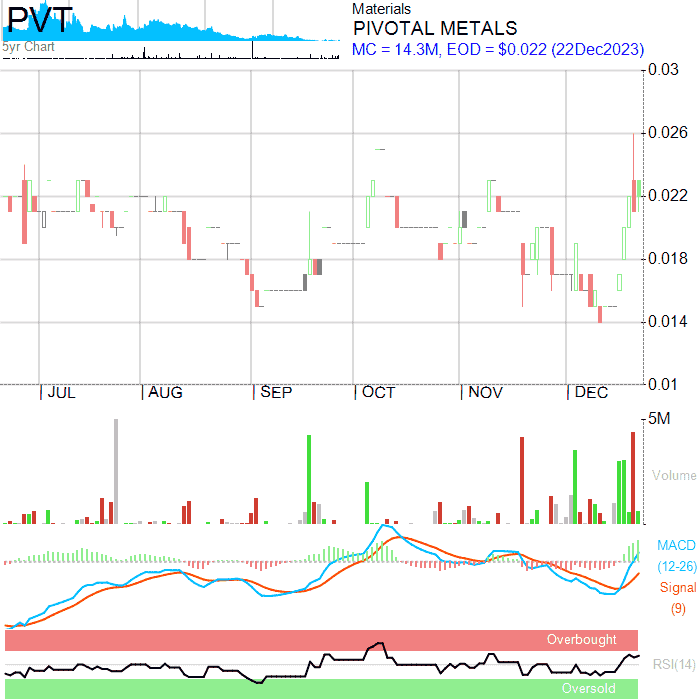 PVT
5yr Chart
Materials
PIVOTAL METALS
MC = 14.3M, EOD = $0.022 (22Dec2023)
0.03
0.026
0.022
0.018
0.014
0.01
JUL AUG SEP OCT NOV DEC
5M
Volume
MACD
(12-26)
Signal
(9)
Overbought
RSI(14)
Oversold